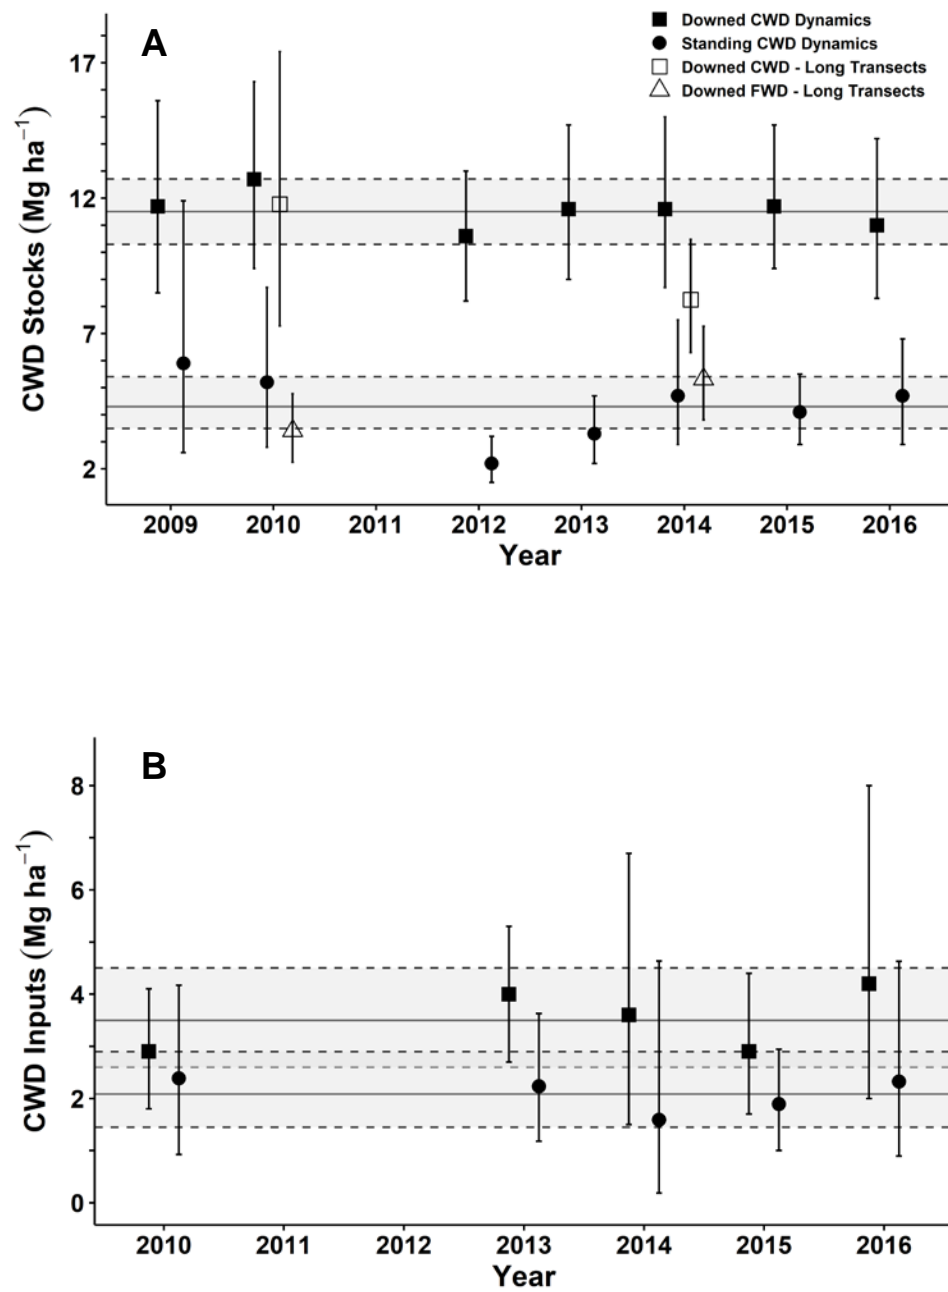 A
Downed CWD Dynamics
Standing CWD Dynamics
Downed CWD - Long Transects
Downed FWD - Long Transects
CWD Stocks (Mg ha⁻¹)
17
12
7
2
2009 2010 2011 2012 2013 2014 2015 2016
Year
B
CWD Inputs (Mg ha⁻¹)
8
6
4
2
0
2010 2011 2012 2013 2014 2015 2016
Year